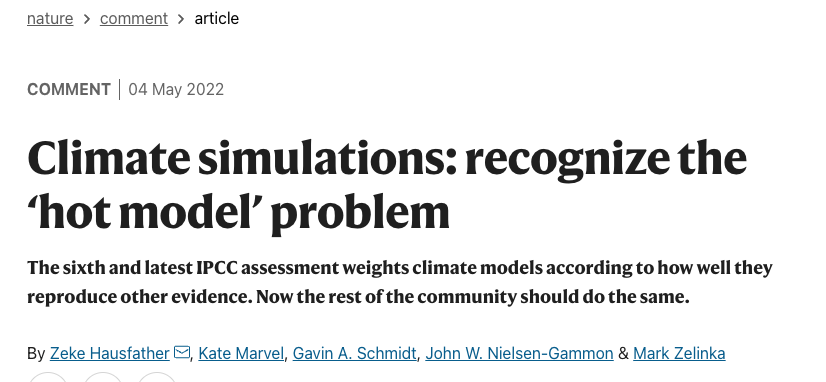 nature > comment > article
COMMENT | 04 May 2022
Climate simulations: recognize the
‘hot model’ problem
The sixth and latest IPCC assessment weights climate models according to how well they
reproduce other evidence. Now the rest of the community should do the same.
By Zeke Hausfather, Kate Marvel, Gavin A. Schmidt, John W. Nielsen-Gammon & Mark Zelinka